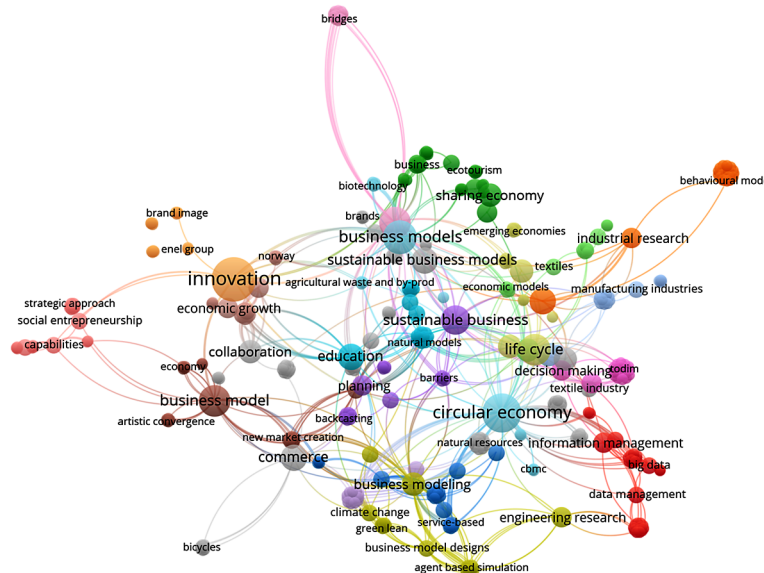 bridges
business
ecotourism
behavioural mod
biotechnology
sharing economy
brand image
brands
emerging economies
business models
industrial research
enel group
norway
sustainable business models
textiles
innovation
agricultural waste and by-prod
economic models
manufacturing industries
strategic approach
economic growth
social entrepreneurship
sustainable business
capabilities
natural models
collaboration
education
life cycle
economy
decision making
codim
planning
barriers
textile industry
business model
artistic convergence
backcasting
circular economy
new market creation
natural resources
information management
commerce
cbmc
big data
business modeling
data management
climate change
service-based
engineering research
green lean
bicycles
business model designs
agent based simulation